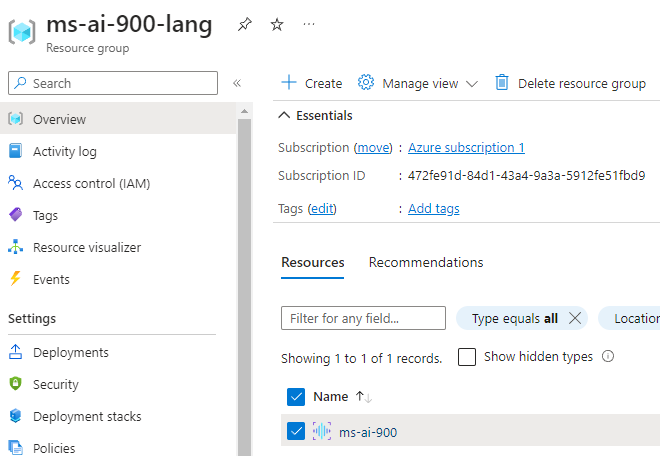 ms-ai-900-lang
Resource group
Search
Overview
Activity log
Access control (IAM)
Tags
Resource visualizer
Events
Settings
Deployments
Security
Deployment stacks
Policies
Create Manage view Delete resource group
Essentials
Subscription (move) : Azure subscription 1
Subscription ID : 472fe91d-84d1-43a4-9a3a-5912fe51fbd9
Tags (edit) : Add tags
Resources Recommendations
Filter for any field... Type equals all Location
Showing 1 to 1 of 1 records. Show hidden types
Name
ms-ai-900